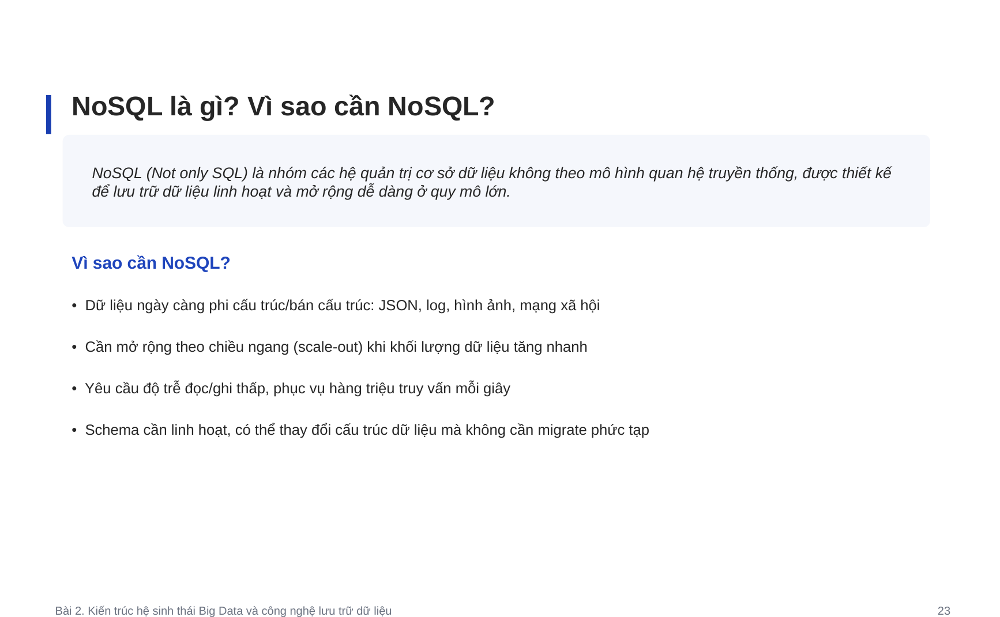 NoSQL là gì? Vì sao cần NoSQL?
NoSQL (Not only SQL) là nhóm các hệ quản trị cơ sở dữ liệu không theo mô hình quan hệ truyền thống, được thiết kế
để lưu trữ dữ liệu linh hoạt và mở rộng dễ dàng ở quy mô lớn.
Vì sao cần NoSQL?
• Dữ liệu ngày càng phi cấu trúc/bán cấu trúc: JSON, log, hình ảnh, mạng xã hội
• Cần mở rộng theo chiều ngang (scale-out) khi khối lượng dữ liệu tăng nhanh
• Yêu cầu độ trễ đọc/ghi thấp, phục vụ hàng triệu truy vấn mỗi giây
• Schema cần linh hoạt, có thể thay đổi cấu trúc dữ liệu mà không cần migrate phức tạp
Bài 2. Kiến trúc hệ sinh thái Big Data và công nghệ lưu trữ dữ liệu
23